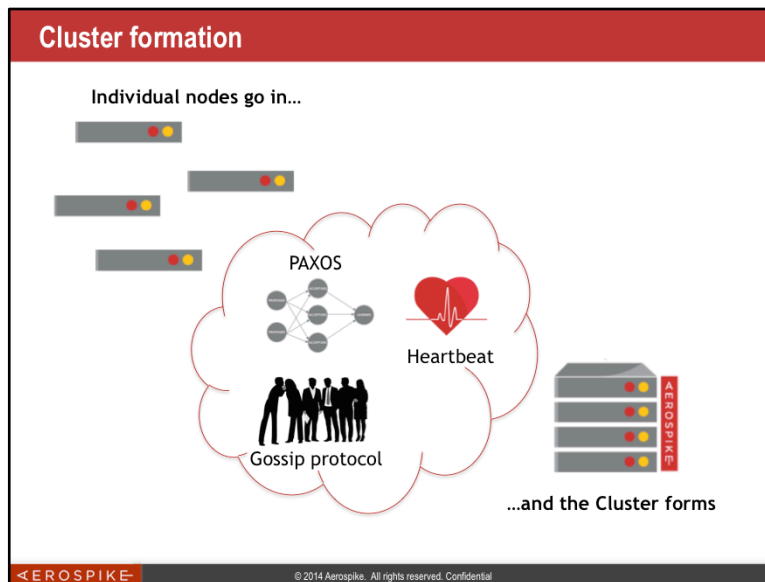 Cluster formation
Individual nodes go in…
PAXOS
Heartbeat
Gossip protocol
AEROSPIKE
…and the Cluster forms
AEROSPIKE
© 2014 Aerospike. All rights reserved. Confidential